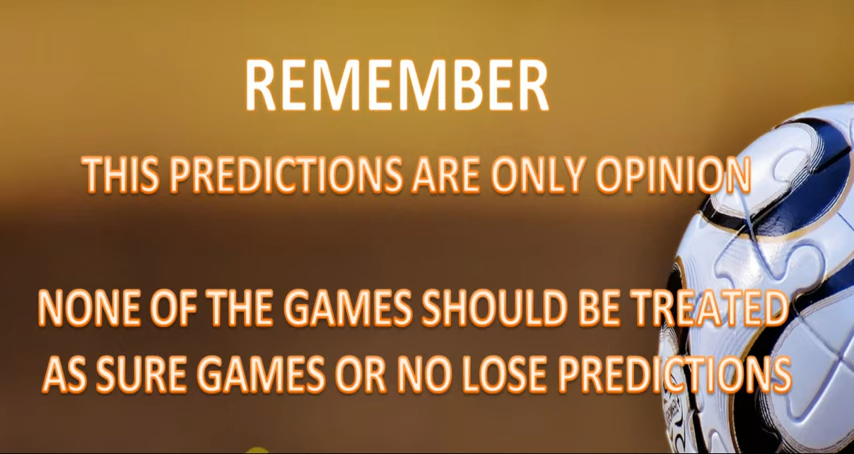 REMEMBER
THIS PREDICTIONS ARE ONLY OPINION
NONE OF THE GAMES SHOULD BE TREATED
AS SURE GAMES OR NO LOSE PREDICTIONS